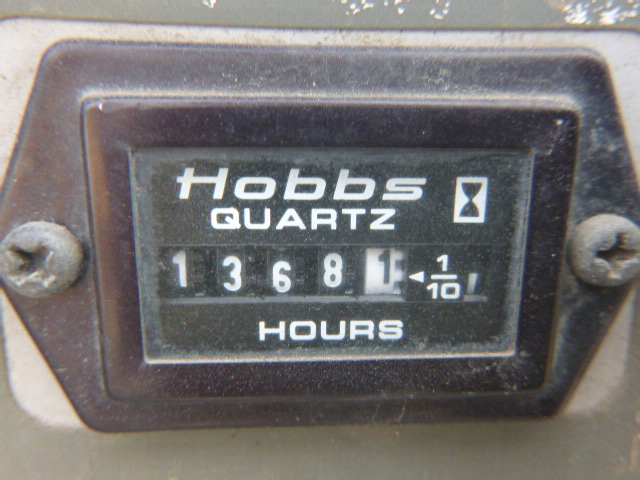 Hobbs
QUARTZ
1 3 6 8 1 ◄ 1/10
HOURS